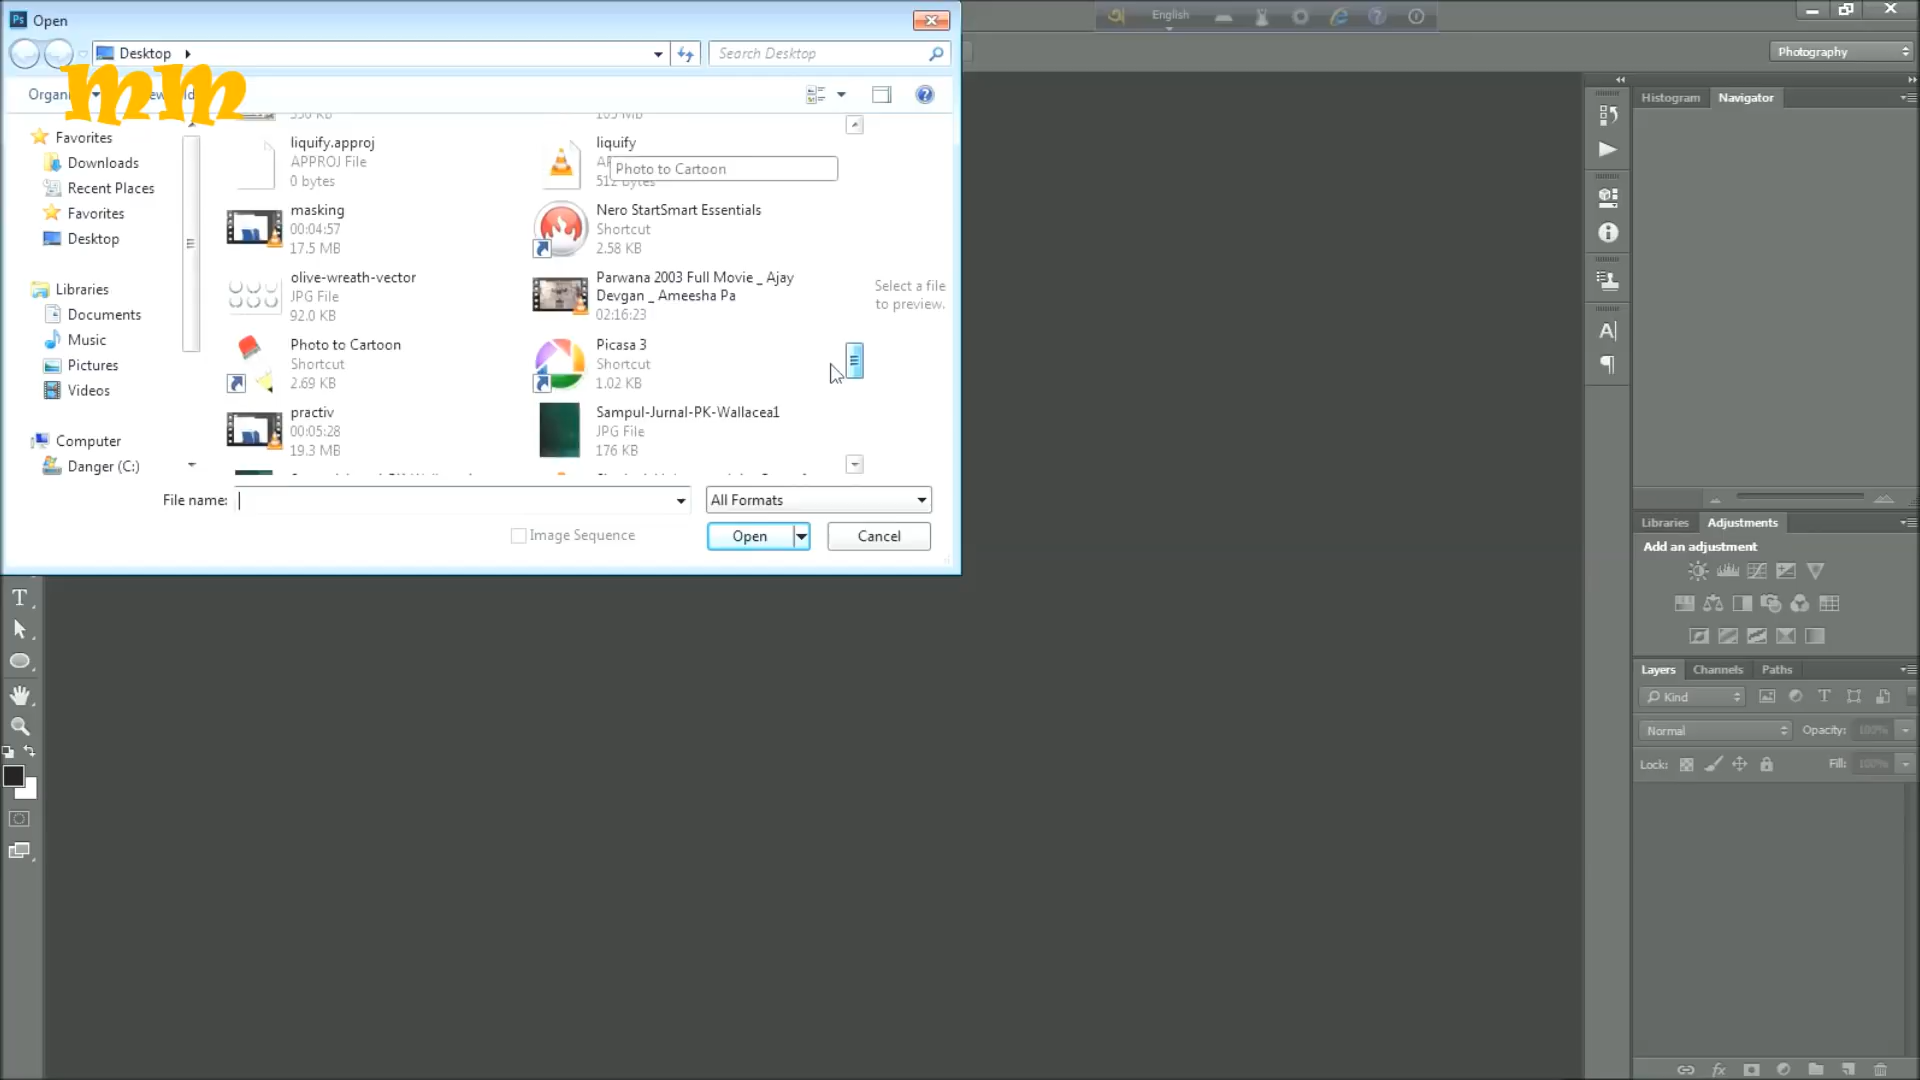 Ps Open
English
Desktop
Search Desktop
Photography
mm
Organ
Histogram
Navigator
Favorites
Downloads
Recent Places
Favorites
Desktop
Libraries
Documents
Music
Pictures
Videos
Computer
Danger (C:)
liquify.approj
APPROJ File
0 bytes
liquify
Photo to Cartoon
512 bytes
masking
00:04:57
17.5 MB
Nero StartSmart Essentials
Shortcut
2.58 KB
olive-wreath-vector
JPG File
92.0 KB
Parwana 2003 Full Movie _ Ajay
Devgan _ Ameesha Pa
02:16:23
Photo to Cartoon
Shortcut
2.69 KB
Picasa 3
Shortcut
1.02 KB
practiv
00:05:28
19.3 MB
Sampul-Jurnal-PK-Wallacea1
JPG File
176 KB
Select a file
to preview.
File name:
All Formats
Image Sequence
Open
Cancel
Libraries
Adjustments
Add an adjustment
Layers
Channels
Paths
Kind
Normal
Opacity: 100%
Lock:
Fill: 100%